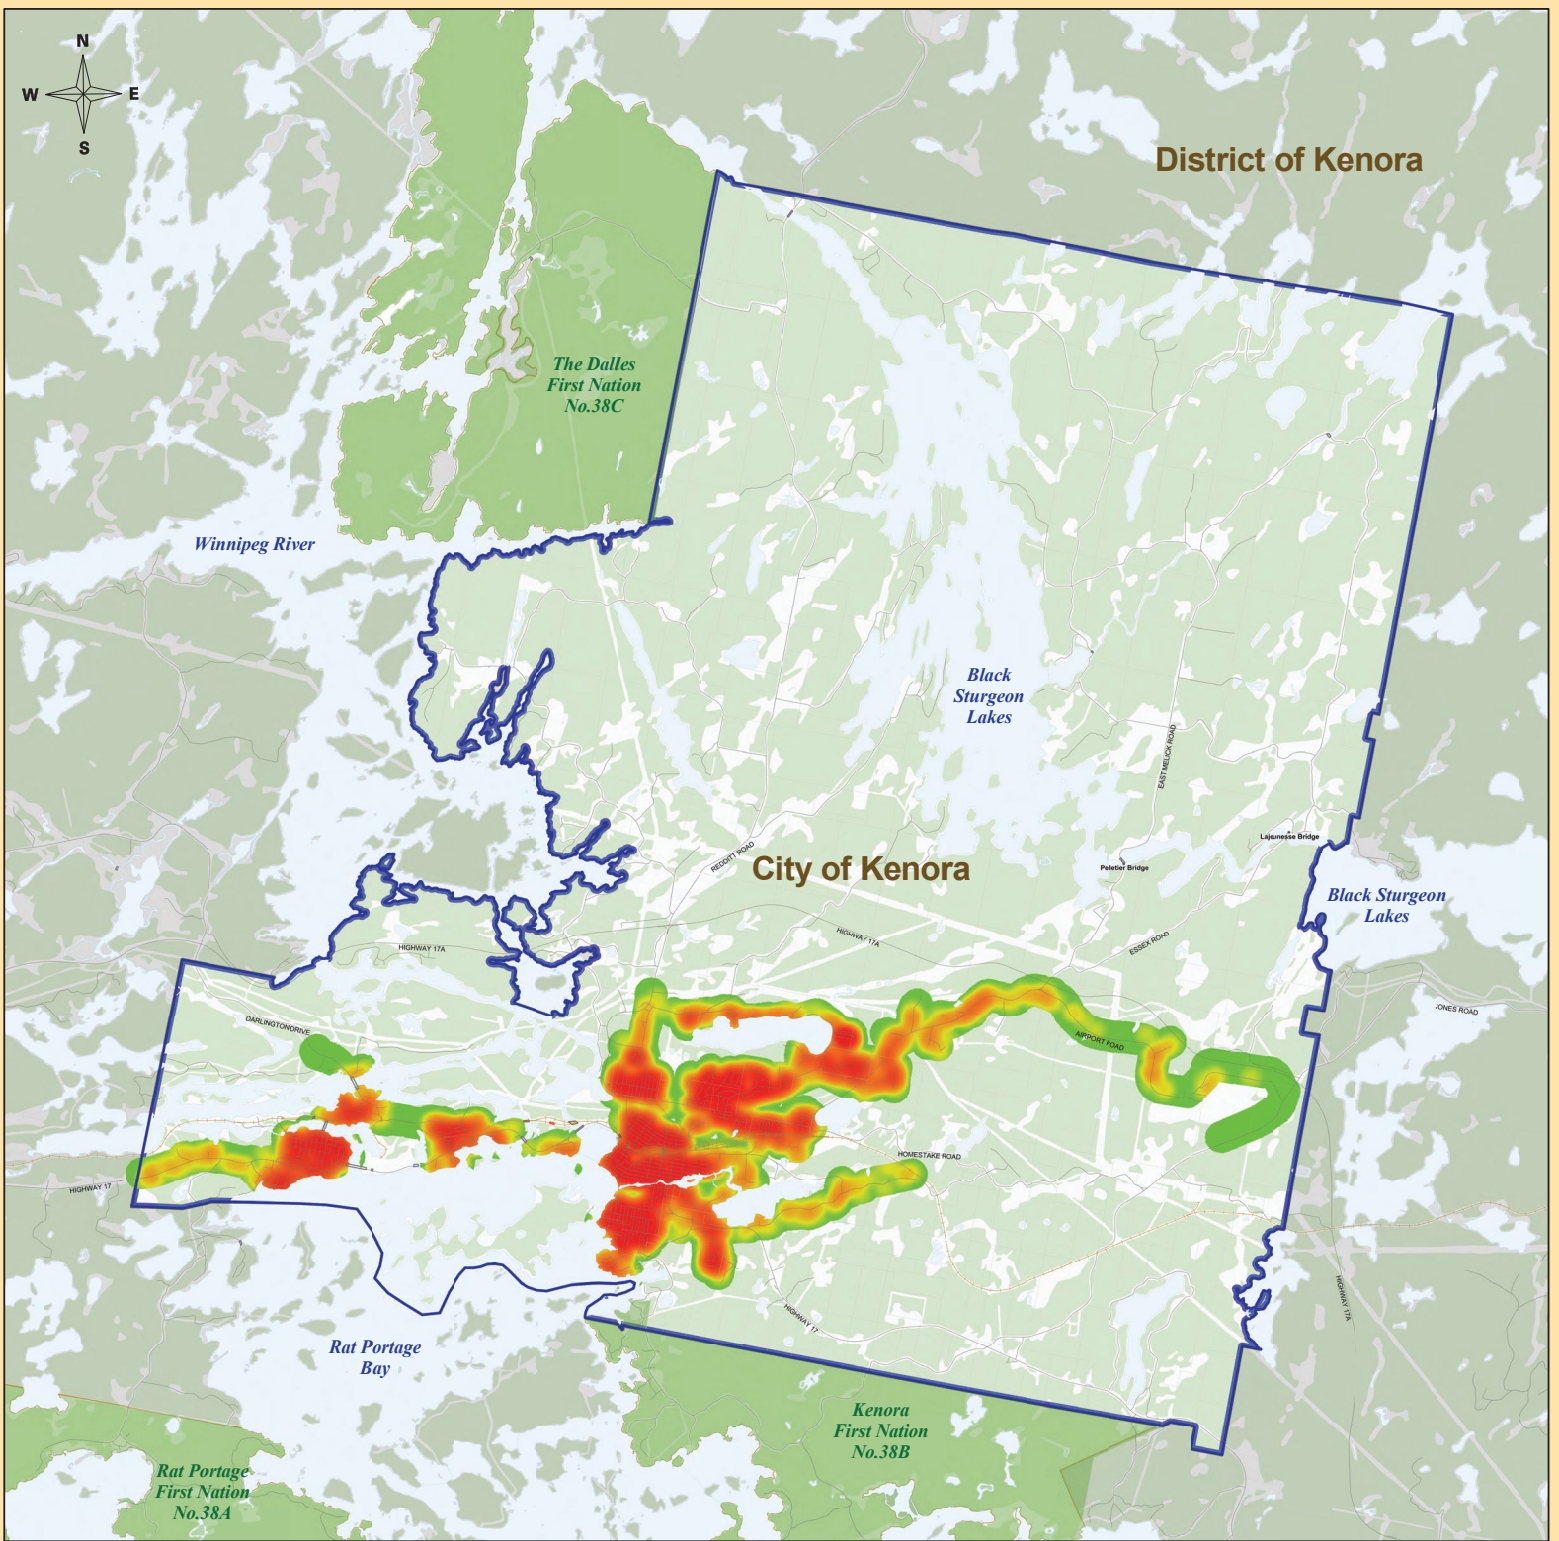 N
W E
S
District of Kenora
The Dalles
First Nation
No.38C
Winnipeg River
Black
Sturgeon
Lakes
EAST MELICK ROAD
Lajeunesse Bridge
Peletier Bridge
REDDITT ROAD
City of Kenora
Black Sturgeon
Lakes
HIGHWAY 17A
HIGHWAY 17A
ESSEX ROAD
JONES ROAD
DARLINGTON DRIVE
AIRPORT ROAD
HOMESTAKE ROAD
HIGHWAY 17
HIGHWAY 17A
HIGHWAY 17
Rat Portage
Bay
Kenora
First Nation
No.38B
Rat Portage
First Nation
No.38A